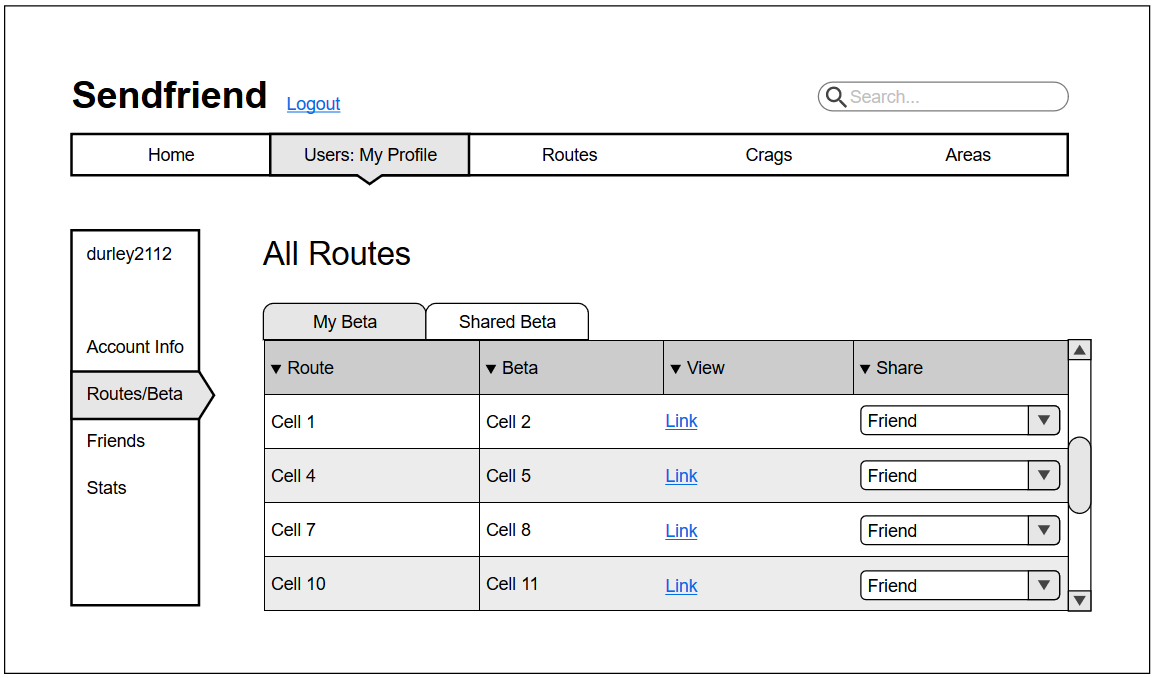 Sendfriend Logout
Search...
Home Users: My Profile Routes Crags Areas
durley2112
Account Info
Routes/Beta
Friends
Stats
All Routes
My Beta Shared Beta
Route Beta View Share
Cell 1 Cell 2 Link Friend
Cell 4 Cell 5 Link Friend
Cell 7 Cell 8 Link Friend
Cell 10 Cell 11 Link Friend